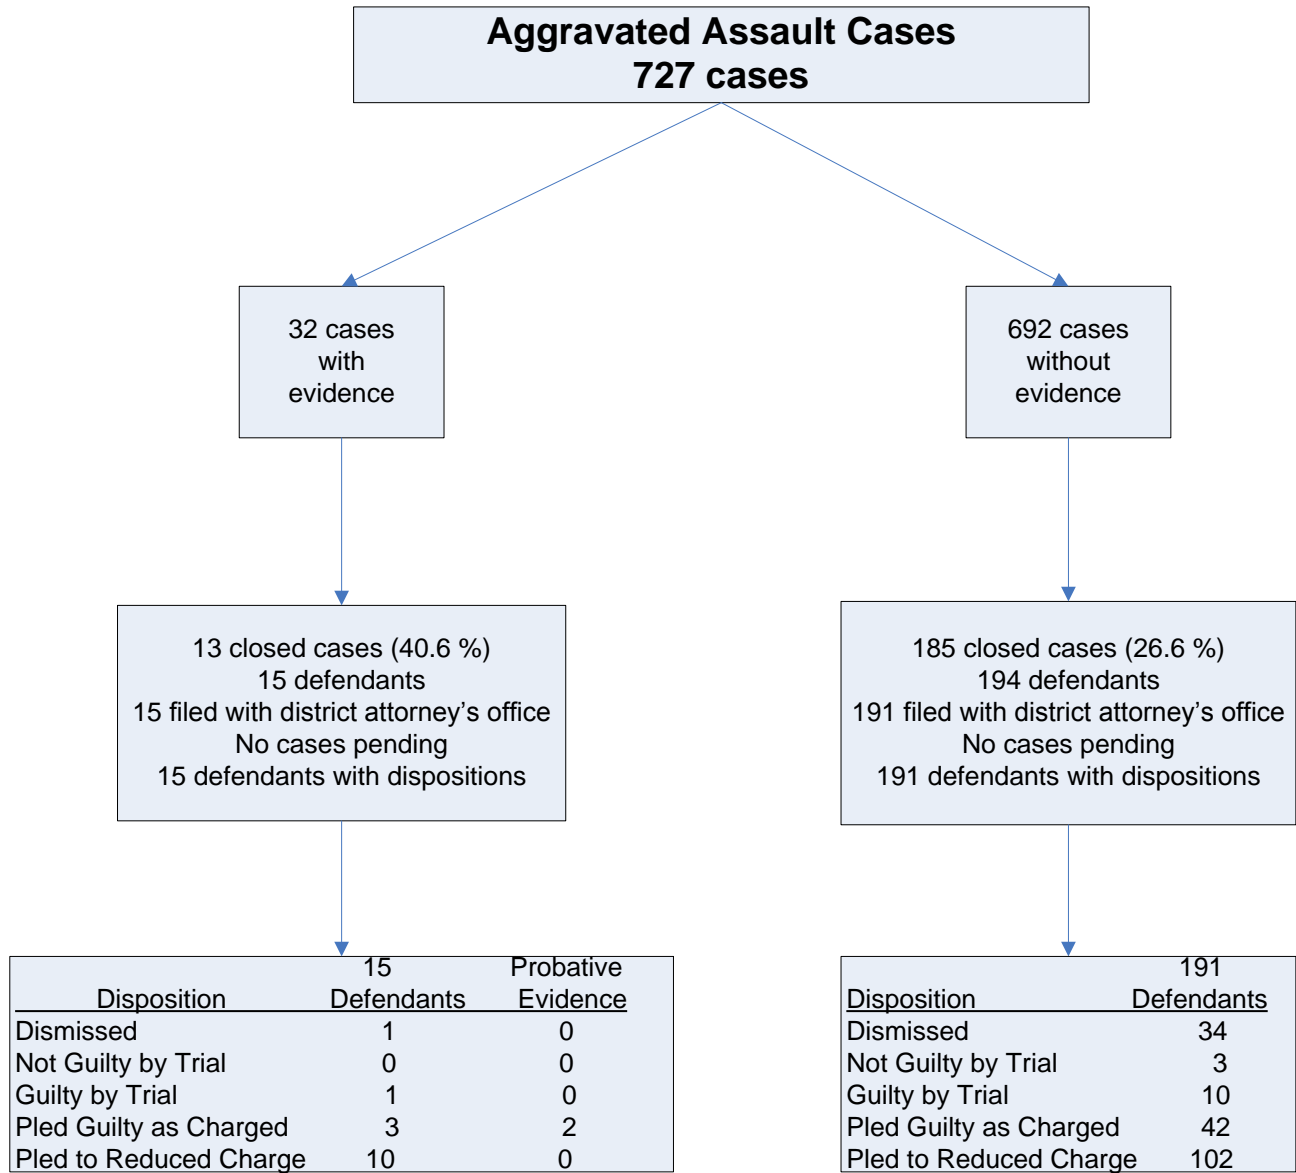 Aggravated Assault Cases
727 cases
32 cases
with
evidence
692 cases
without
evidence
13 closed cases (40.6 %)
15 defendants
15 filed with district attorney’s office
No cases pending
15 defendants with dispositions
185 closed cases (26.6 %)
194 defendants
191 filed with district attorney’s office
No cases pending
191 defendants with dispositions
15 Probative
Disposition Defendants Evidence
Dismissed 1 0
Not Guilty by Trial 0 0
Guilty by Trial 1 0
Pled Guilty as Charged 3 2
Pled to Reduced Charge 10 0
191
Disposition Defendants
Dismissed 34
Not Guilty by Trial 3
Guilty by Trial 10
Pled Guilty as Charged 42
Pled to Reduced Charge 102